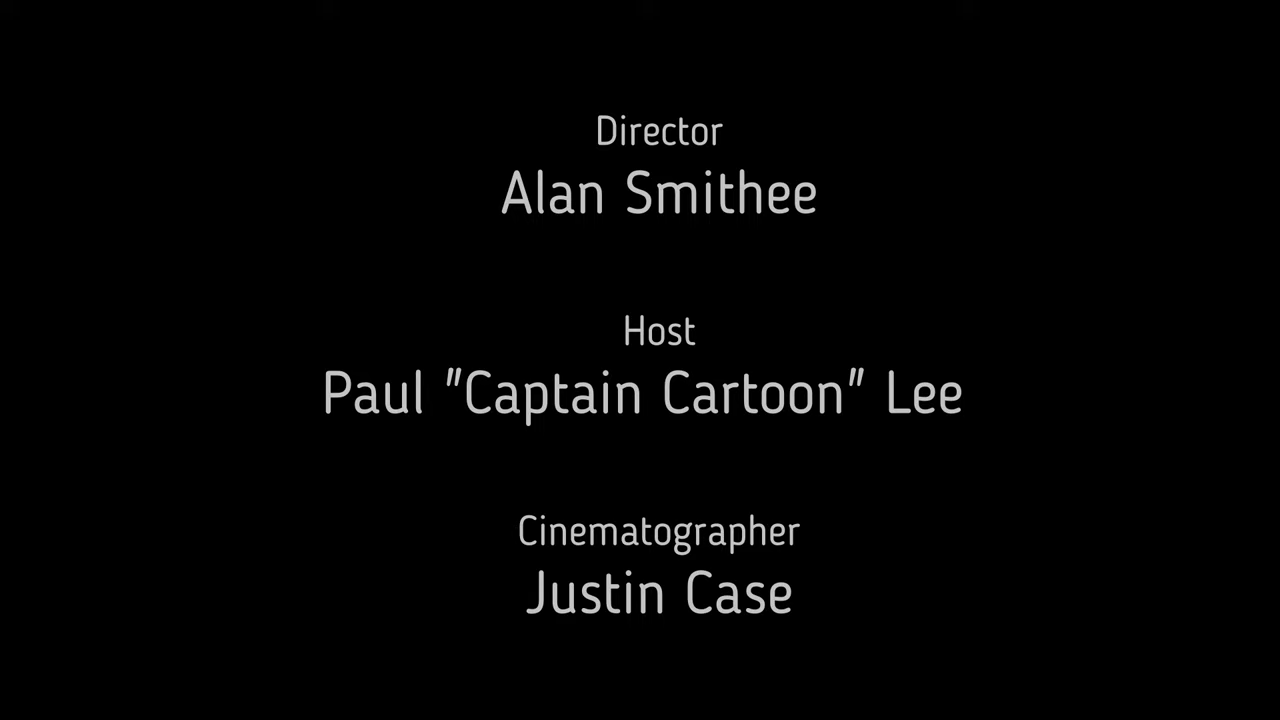 Director
Alan Smithee
Host
Paul "Captain Cartoon" Lee
Cinematographer
Justin Case